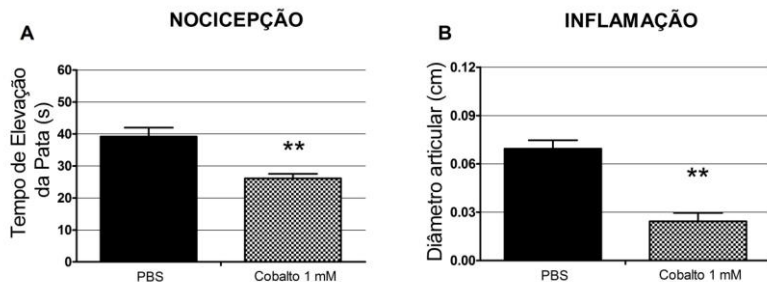 NOCICEPÇÃO
A
Tempo de Elevação
da Pata (s)
60
50
40
30
20
10
0
**
PBS
Cobalto 1 mM
INFLAMAÇÃO
B
Diâmetro articular (cm)
0.12
0.09
0.06
0.03
0.00
**
PBS
Cobalto 1 mM